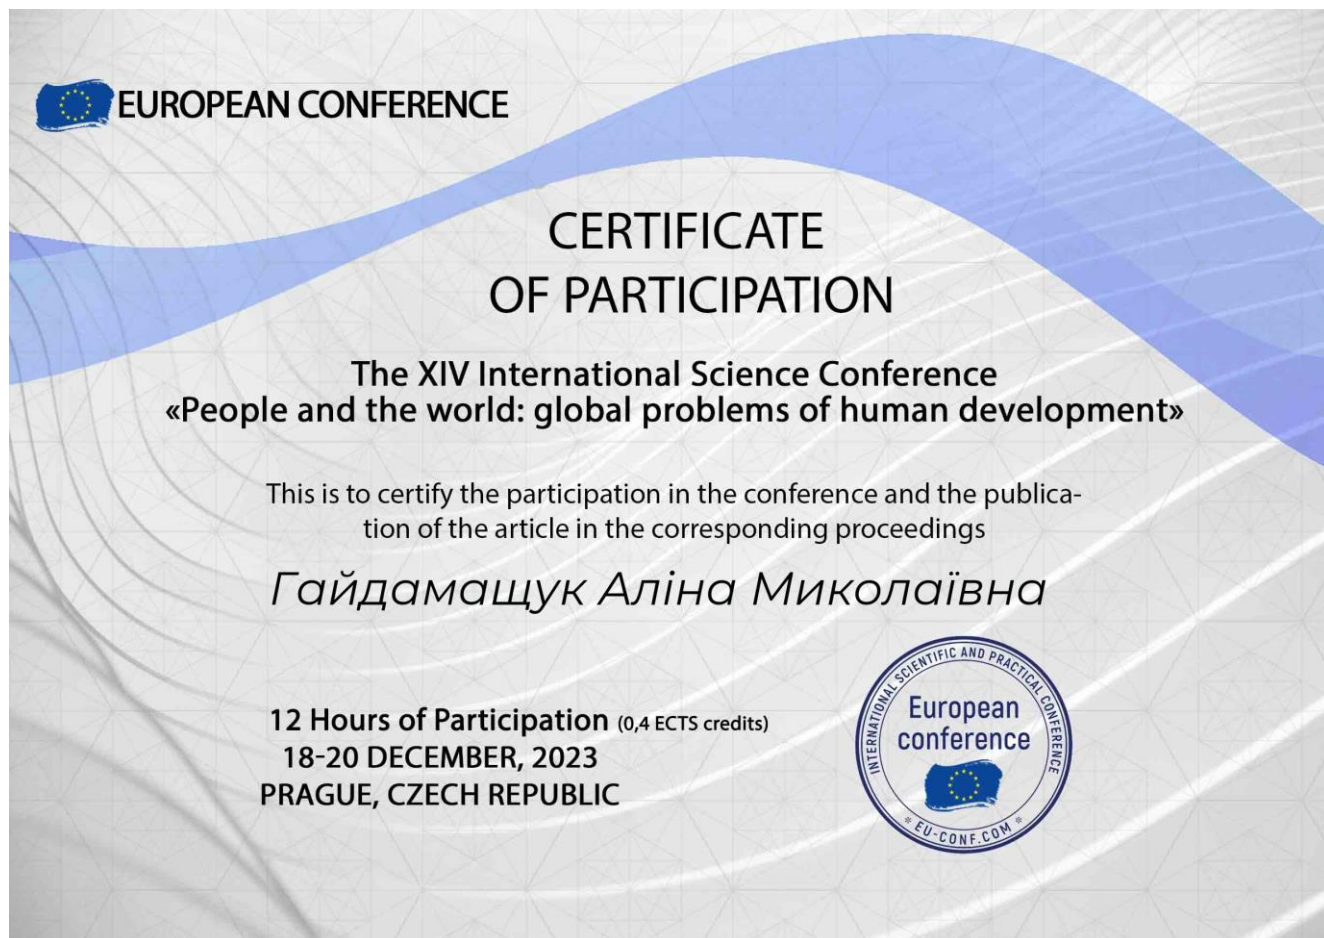 EUROPEAN CONFERENCE
CERTIFICATE
OF PARTICIPATION
The XIV International Science Conference
«People and the world: global problems of human development»
This is to certify the participation in the conference and the publica-
tion of the article in the corresponding proceedings
Гайдамащук Аліна Миколаївна
12 Hours of Participation (0,4 ECTS credits)
18-20 DECEMBER, 2023
PRAGUE, CZECH REPUBLIC
INTERNATIONAL SCIENTIFIC AND PRACTICAL CONFERENCE
European
conference
* EU-CONF.COM *